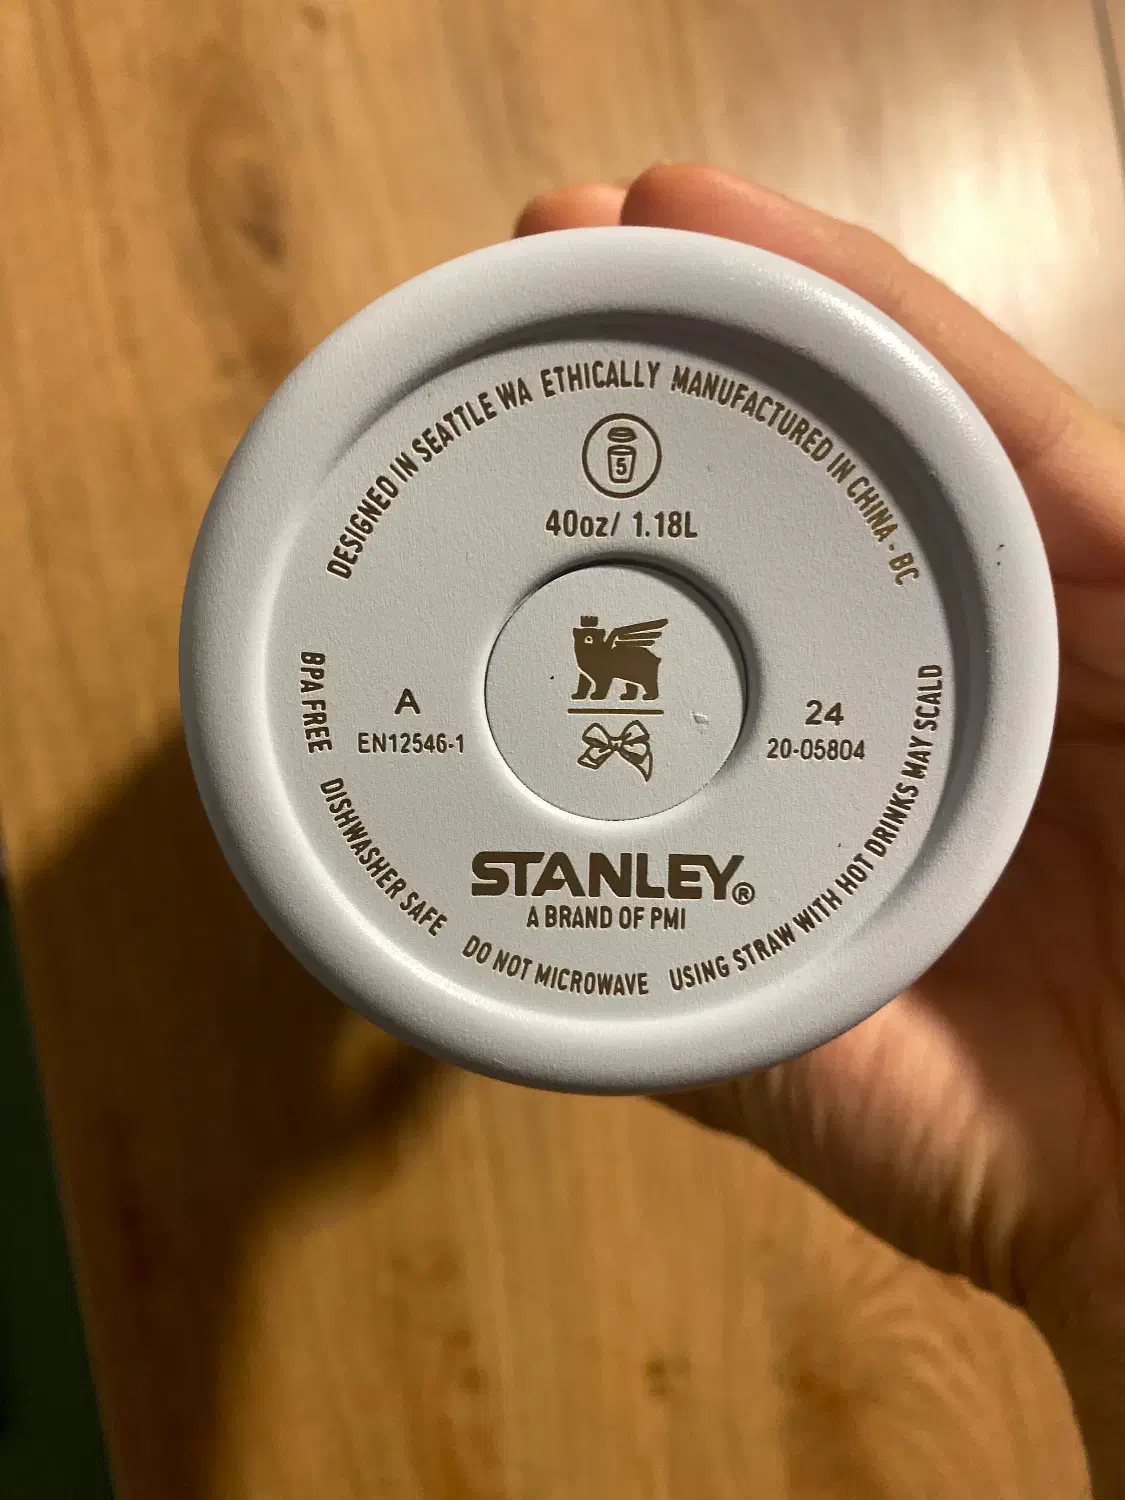 DESIGNED IN SEATTLE WA ETHICALLY MANUFACTURED IN CHINA - BC
5
40oz/ 1.18L
A
EN12546-1
24
20-05804
STANLEY®
A BRAND OF PMI
BPA FREE DISHWASHER SAFE DO NOT MICROWAVE USING STRAW WITH HOT DRINKS MAY SCALD